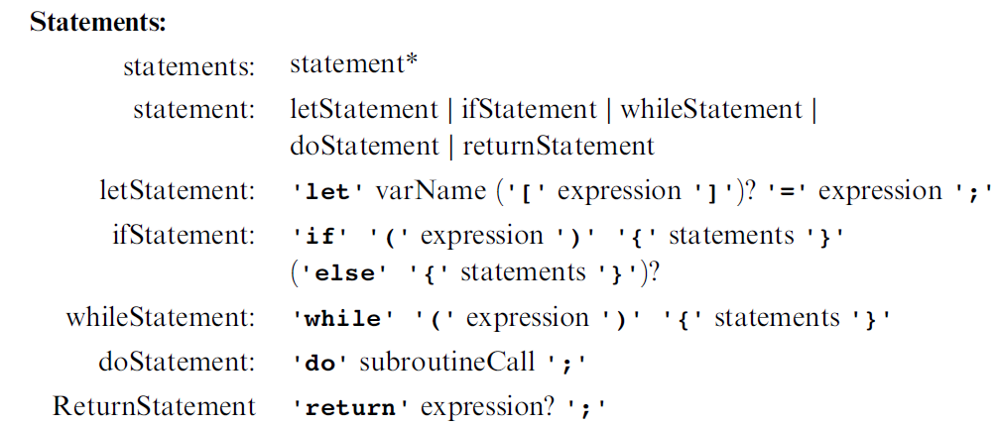 Statements:
statements: statement*
statement: letStatement | ifStatement | whileStatement |
doStatement | returnStatement
letStatement: 'let' varName ('[' expression ']')? '=' expression ';'
ifStatement: 'if' '(' expression ')' '{' statements '}'
('else' '{' statements '}')?
whileStatement: 'while' '(' expression ')' '{' statements '}'
doStatement: 'do' subroutineCall ';'
ReturnStatement 'return' expression? ';'